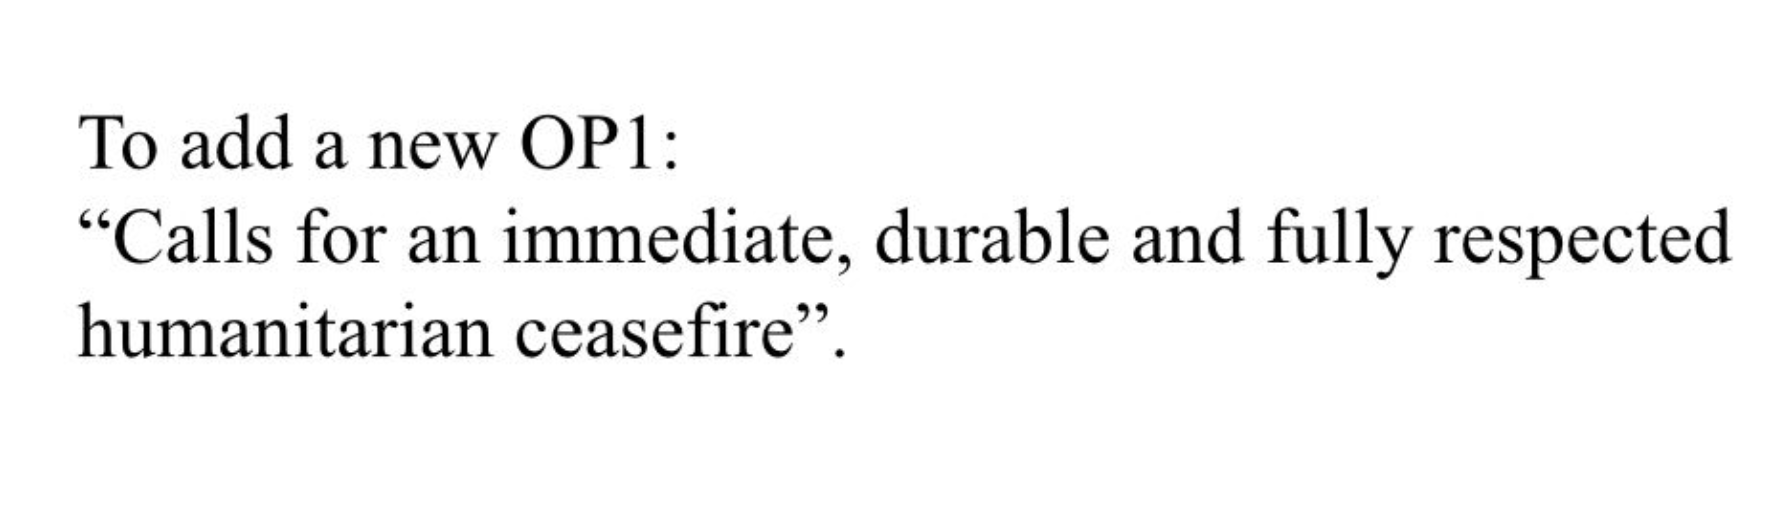 To add a new OP1:
“Calls for an immediate, durable and fully respected
humanitarian ceasefire”.